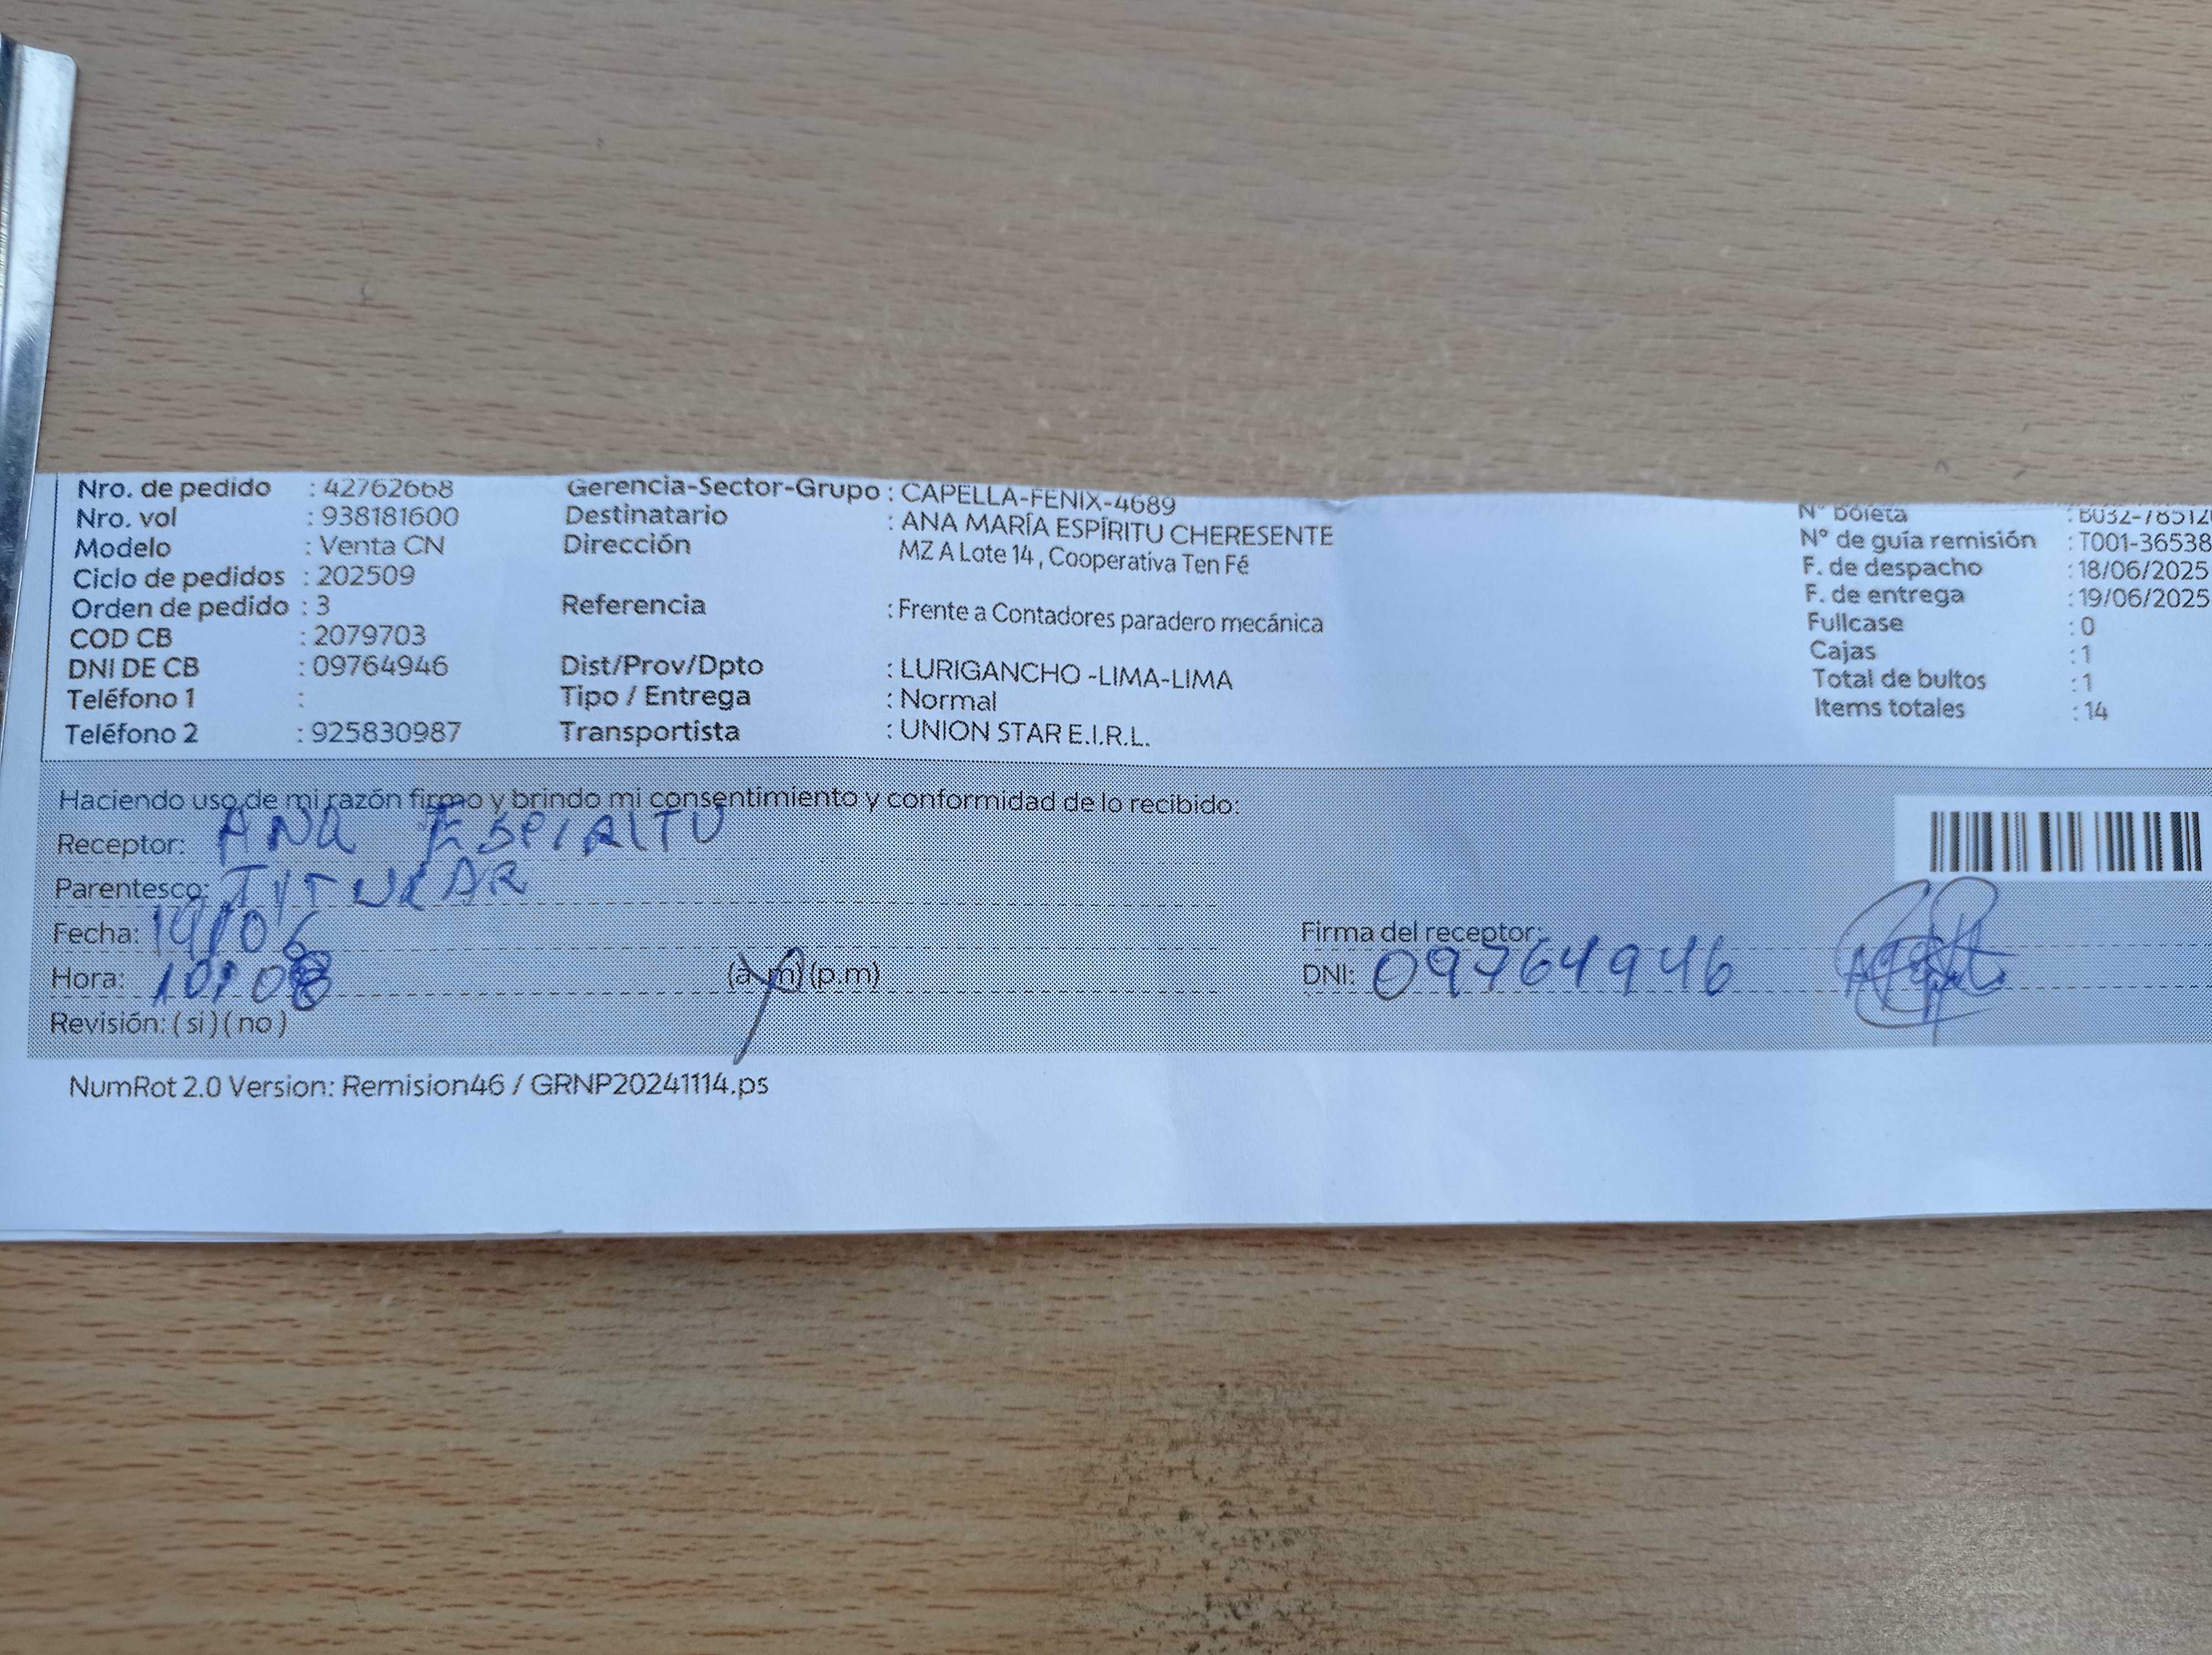 Nro. de pedido : 42762668 Gerencia-Sector-Grupo : CAPELLA-FENIX-4689 N° boleta : B032-78512
Nro. vol : 938181600 Destinatario : ANA MARÍA ESPÍRITU CHERESENTE N° de guía remisión : T001-36538
Modelo : Venta CN Dirección MZ A Lote 14 , Cooperativa Ten Fé F. de despacho : 18/06/2025
Ciclo de pedidos : 202509 F. de entrega : 19/06/2025
Orden de pedido : 3 Referencia : Frente a Contadores paradero mecánica Fullcase : 0
COD CB : 2079703 Cajas : 1
DNI DE CB : 09764946 Dist/Prov/Dpto : LURIGANCHO -LIMA-LIMA Total de bultos : 1
Teléfono 1 : Tipo / Entrega : Normal Items totales : 14
Teléfono 2 : 925830987 Transportista : UNION STAR E.I.R.L.
Haciendo uso de mi razón firmo y brindo mi consentimiento y conformidad de lo recibido:
Receptor: ANA ESPIRITU
Parentesco: TITULAR
Fecha: 19/06 Firma del receptor:
Hora: 10:08 (a.m) (p.m) DNI: 09764946
Revisión: ( si ) ( no )
NumRot 2.0 Version: Remision46 / GRNP20241114.ps